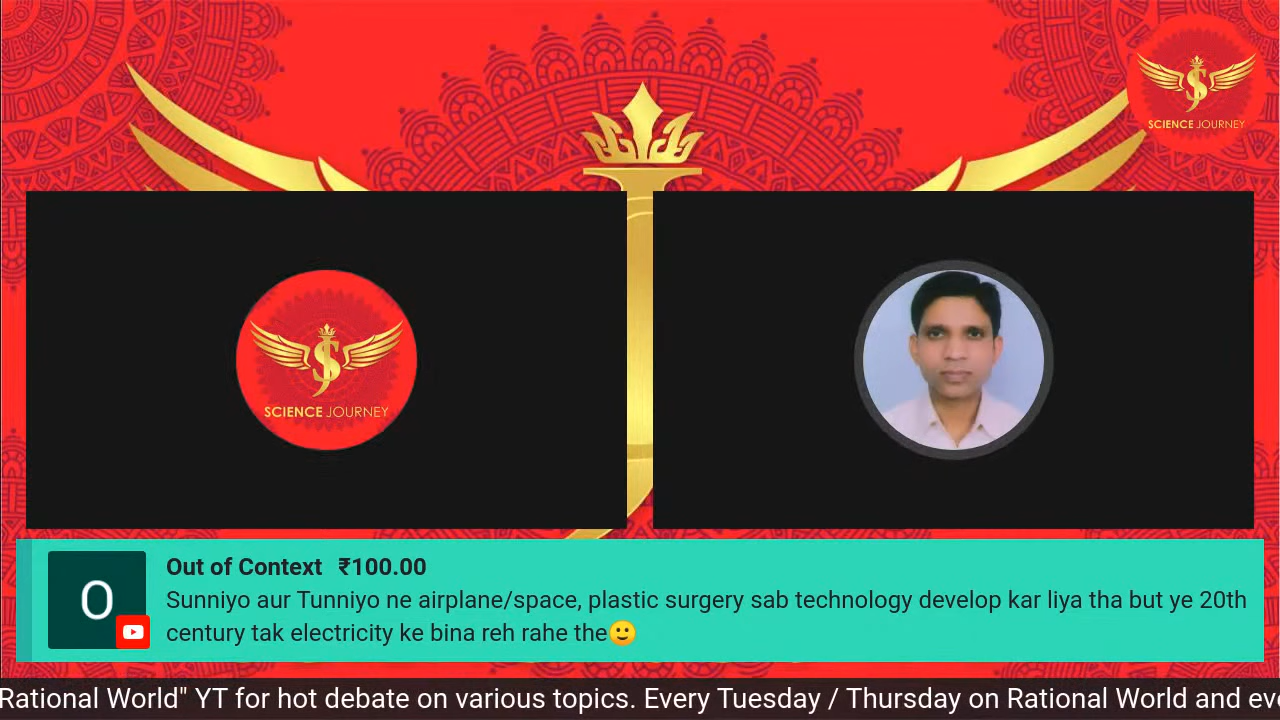 SCIENCE JOURNEY
SCIENCE JOURNEY
O
Out of Context ₹100.00
Sunniyo aur Tunniyo ne airplane/space, plastic surgery sab technology develop kar liya tha but ye 20th
century tak electricity ke bina reh rahe the🙂
Rational World" YT for hot debate on various topics. Every Tuesday / Thursday on Rational World and eve